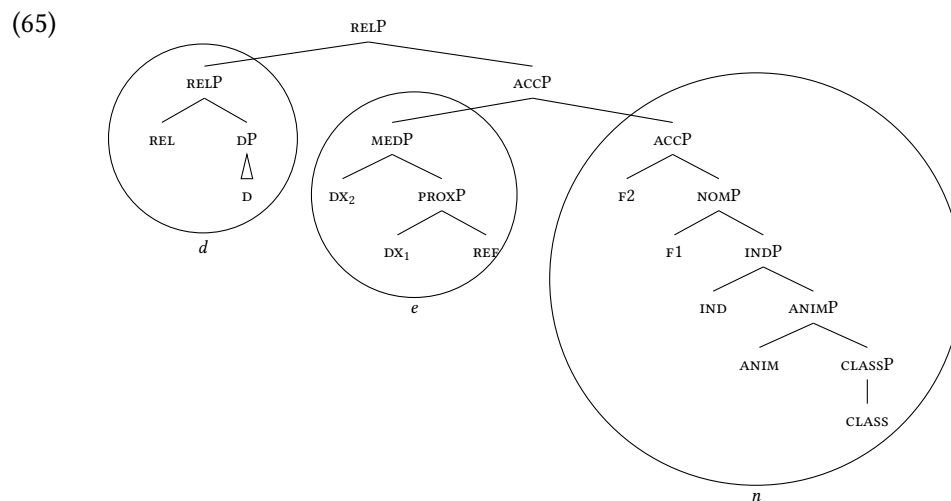 (65)
RELP
RELP ACCP
REL DP MEDP ACCP
D DX₂ PROXP F2 NOMP
d DX₁ REF F1 INDP
e IND ANIMP
ANIM CLASSP
CLASS
n